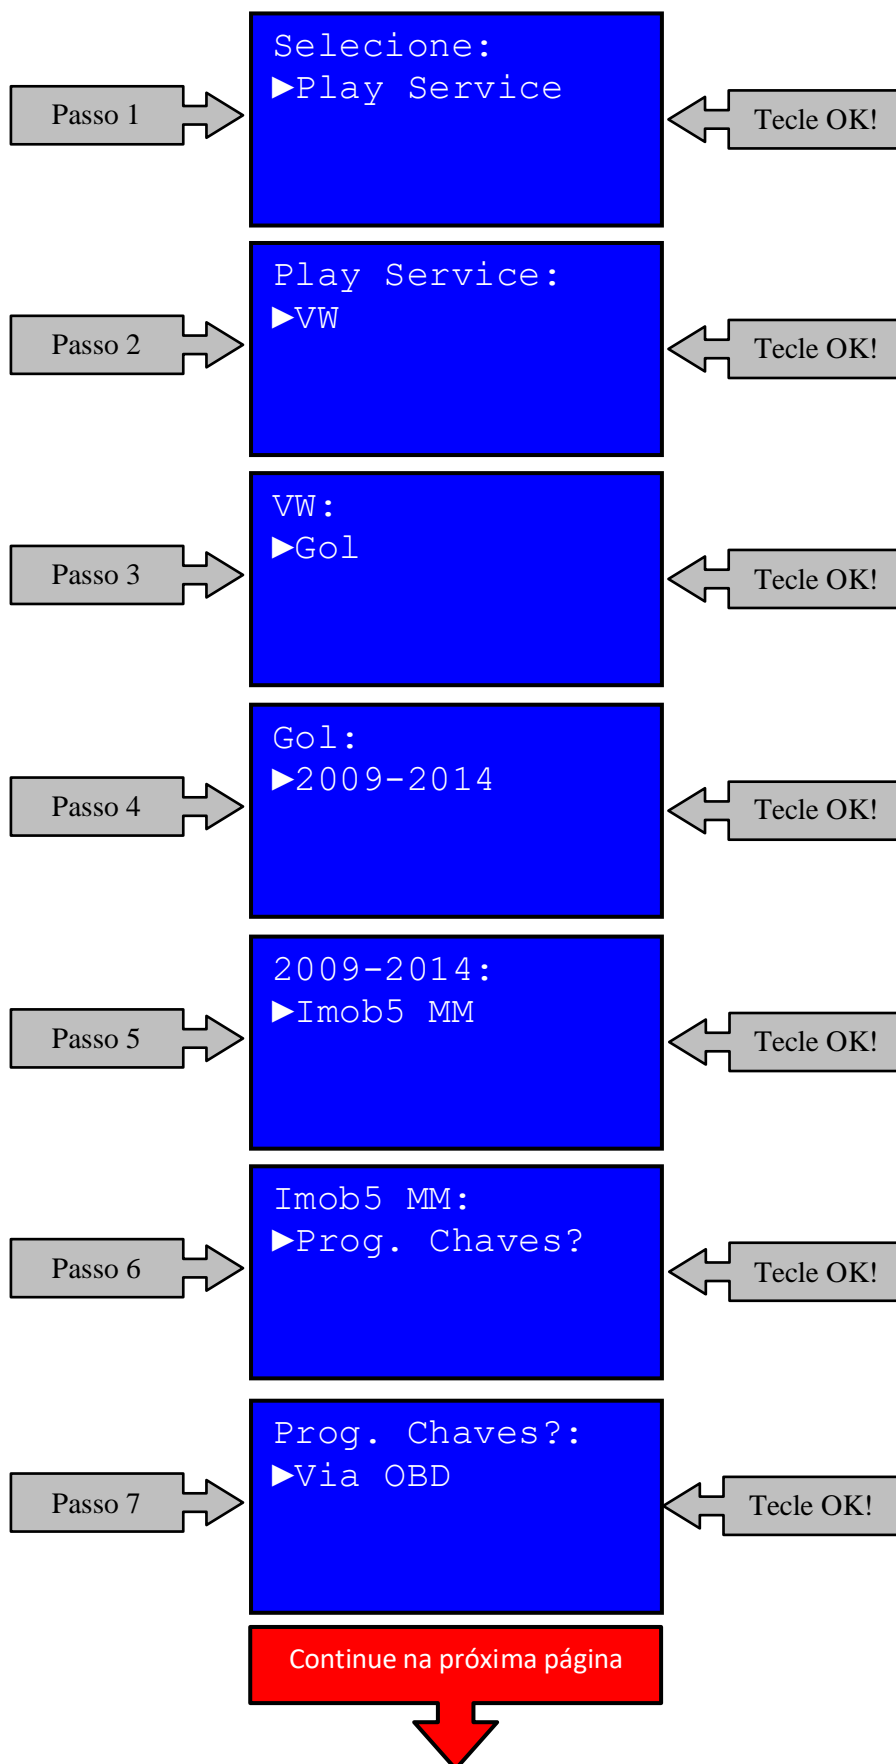 Passo 1
Selecione:
►Play Service
Tecle OK!
Passo 2
Play Service:
►VW
Tecle OK!
Passo 3
VW:
►Gol
Tecle OK!
Passo 4
Gol:
►2009-2014
Tecle OK!
Passo 5
2009-2014:
►Imob5 MM
Tecle OK!
Passo 6
Imob5 MM:
►Prog. Chaves?
Tecle OK!
Passo 7
Prog. Chaves?:
►Via OBD
Tecle OK!
Continue na próxima página